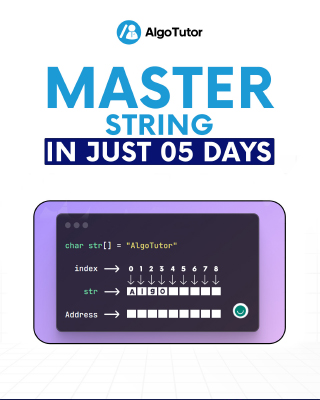 AlgoTutor
MASTER
STRING
IN JUST 05 DAYS
char str[] = "AlgoTutor"
index 0 1 2 3 4 5 6 7 8
str A l g o
Address